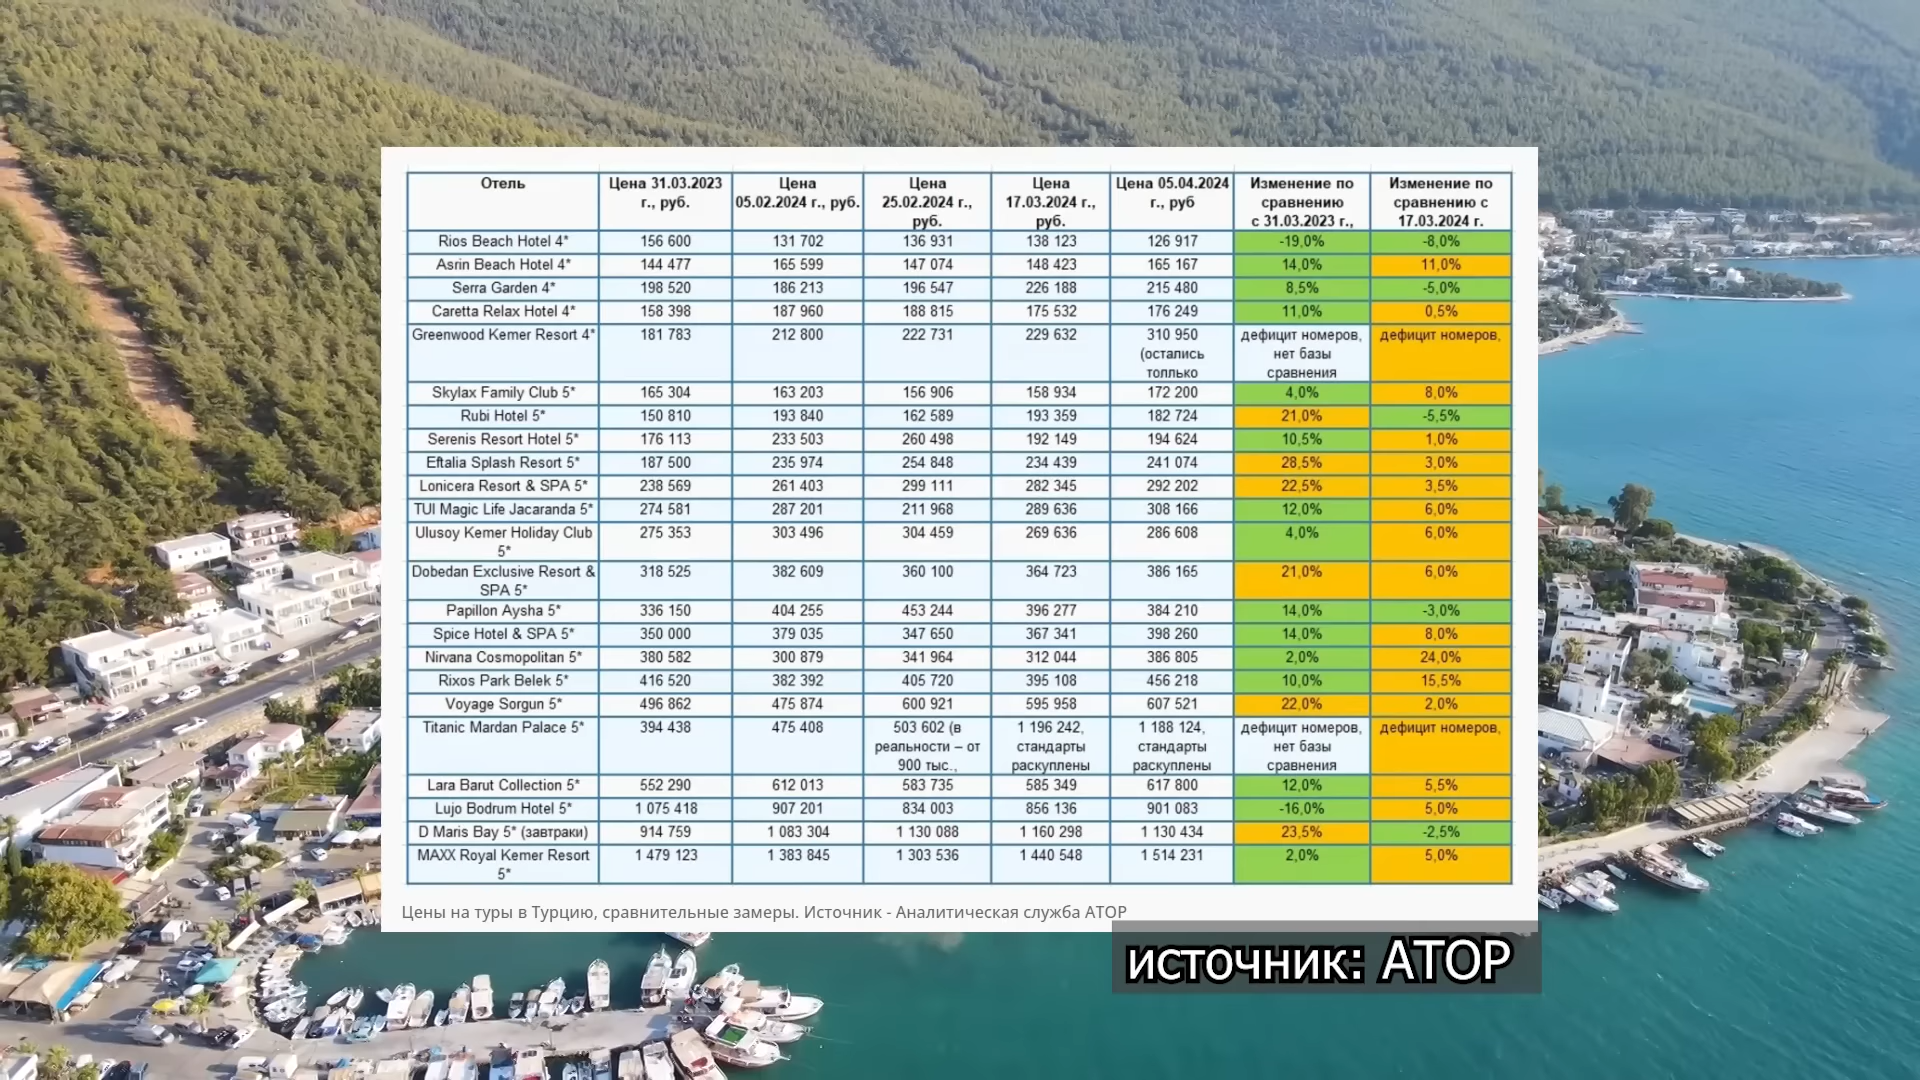 Отель Цена 31.03.2023 г., руб. Цена 05.02.2024 г., руб. Цена 25.02.2024 г., руб. Цена 17.03.2024 г., руб. Цена 05.04.2024 г., руб Изменение по сравнению с 31.03.2023 г., Изменение по сравнению с 17.03.2024 г.
Rios Beach Hotel 4* 156 600 131 702 136 931 138 123 126 917 -19,0% -8,0%
Asrin Beach Hotel 4* 144 477 165 599 147 074 148 423 165 167 14,0% 11,0%
Serra Garden 4* 198 520 186 213 196 547 226 188 215 480 8,5% -5,0%
Caretta Relax Hotel 4* 158 398 187 960 188 815 175 532 176 249 11,0% 0,5%
Greenwood Kemer Resort 4* 181 783 212 800 222 731 229 632 310 950 (остались толлько дефицит номеров, нет базы сравнения дефицит номеров,
Skylax Family Club 5* 165 304 163 203 156 906 158 934 172 200 4,0% 8,0%
Rubi Hotel 5* 150 810 193 840 162 589 193 359 182 724 21,0% -5,5%
Serenis Resort Hotel 5* 176 113 233 503 260 498 192 149 194 624 10,5% 1,0%
Eftalia Splash Resort 5* 187 500 235 974 254 848 234 439 241 074 28,5% 3,0%
Lonicera Resort & SPA 5* 238 569 261 403 299 111 282 345 292 202 22,5% 3,5%
TUI Magic Life Jacaranda 5* 274 581 287 201 211 968 289 636 308 166 12,0% 6,0%
Ulusoy Kemer Holiday Club 5* 275 353 303 496 304 459 269 636 286 608 4,0% 6,0%
Dobedan Exclusive Resort & SPA 5* 318 525 382 609 360 100 364 723 386 165 21,0% 6,0%
Papillon Aysha 5* 336 150 404 255 453 244 396 277 384 210 14,0% -3,0%
Spice Hotel & SPA 5* 350 000 379 035 347 650 367 341 398 260 14,0% 8,0%
Nirvana Cosmopolitan 5* 380 582 300 879 341 964 312 044 386 805 2,0% 24,0%
Rixos Park Belek 5* 416 520 382 392 405 720 395 108 456 218 10,0% 15,5%
Voyage Sorgun 5* 496 862 475 874 600 921 595 958 607 521 22,0% 2,0%
Titanic Mardan Palace 5* 394 438 475 408 503 602 (в реальности – от 900 тыс., 1 196 242, стандарты раскуплены 1 188 124, стандарты раскуплены дефицит номеров, нет базы сравнения дефицит номеров,
Lara Barut Collection 5* 552 290 612 013 583 735 585 349 617 800 12,0% 5,5%
Lujo Bodrum Hotel 5* 1 075 418 907 201 834 003 856 136 901 083 -16,0% 5,0%
D Maris Bay 5* (завтраки) 914 759 1 083 304 1 130 088 1 160 298 1 130 434 23,5% -2,5%
MAXX Royal Kemer Resort 5* 1 479 123 1 383 845 1 303 536 1 440 548 1 514 231 2,0% 5,0%
Цены на туры в Турцию, сравнительные замеры. Источник - Аналитическая служба АТОР
источник: АТОР